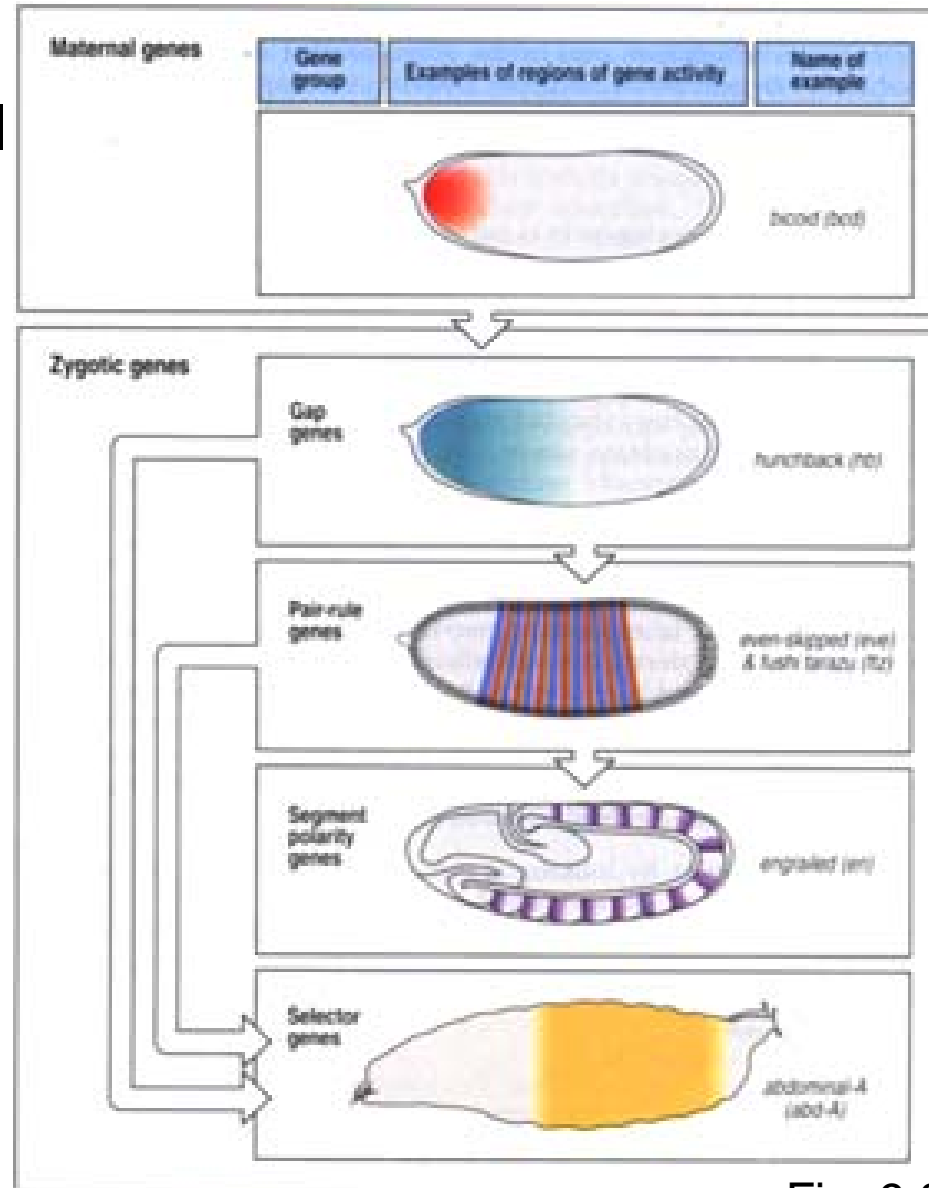 Maternal genes
Gene
group
Examples of regions of gene activity
Name of
example
bicoid (bcd)
Zygotic genes
Gap
genes
hunchback (hb)
Pair-rule
genes
even-skipped (eve)
& fushi tarazu (ftz)
Segment
polarity
genes
engrailed (en)
Selector
genes
abdominal-A
(abd-A)